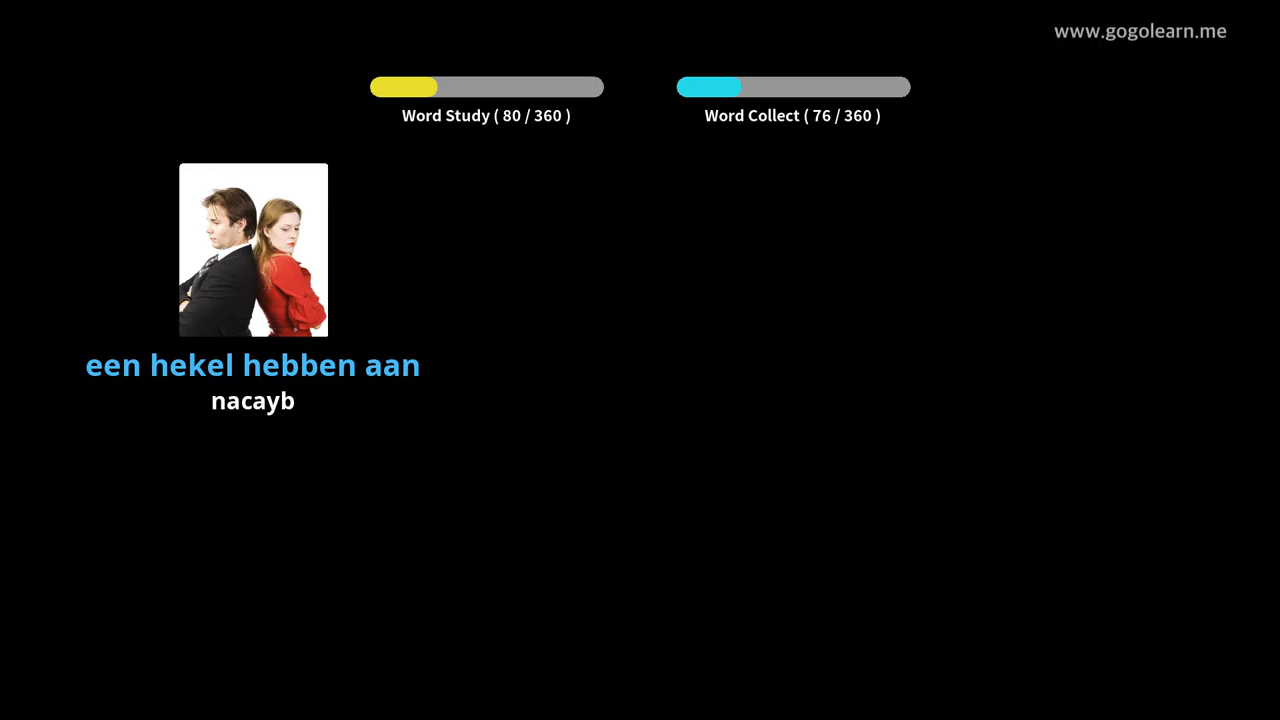 www.gogolearn.me
Word Study ( 80 / 360 )
Word Collect ( 76 / 360 )
een hekel hebben aan
nacayb